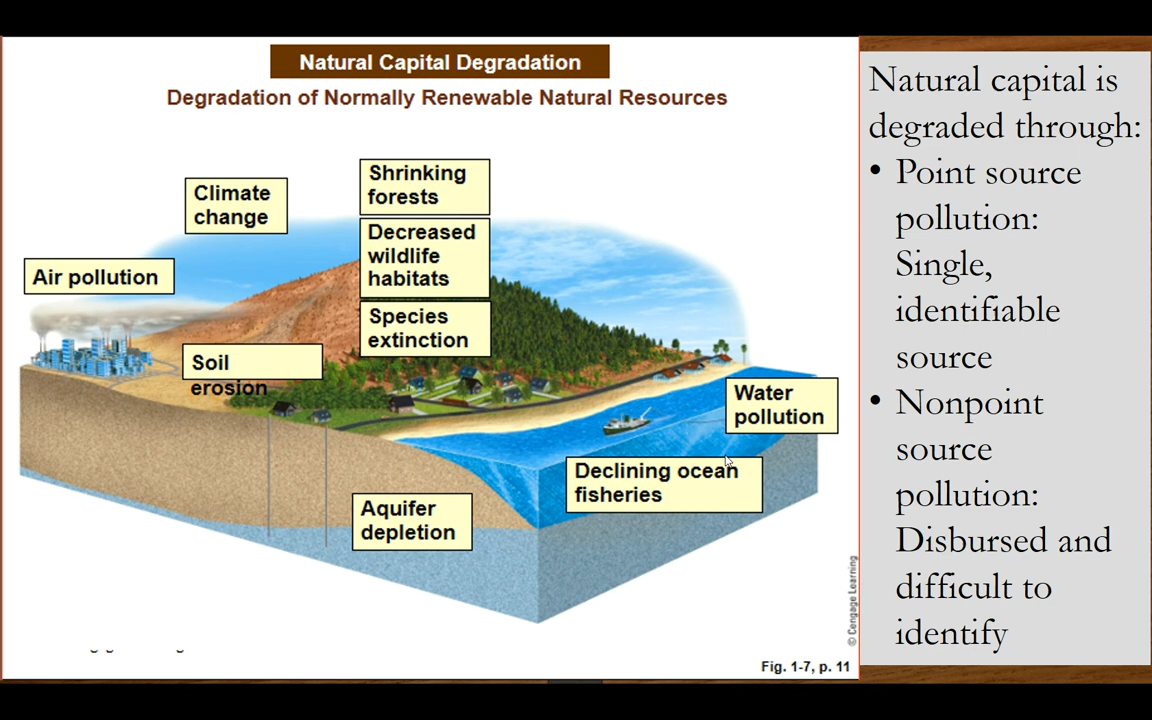 Natural Capital Degradation
Degradation of Normally Renewable Natural Resources
Climate
change
Shrinking
forests
Decreased
wildlife
habitats
Air pollution
Species
extinction
Soil
erosion
Water
pollution
Declining ocean
fisheries
Aquifer
depletion
© Cengage Learning
Fig. 1-7, p. 11
Natural capital is
degraded through:
• Point source
pollution:
Single,
identifiable
source
• Nonpoint
source
pollution:
Disbursed and
difficult to
identify